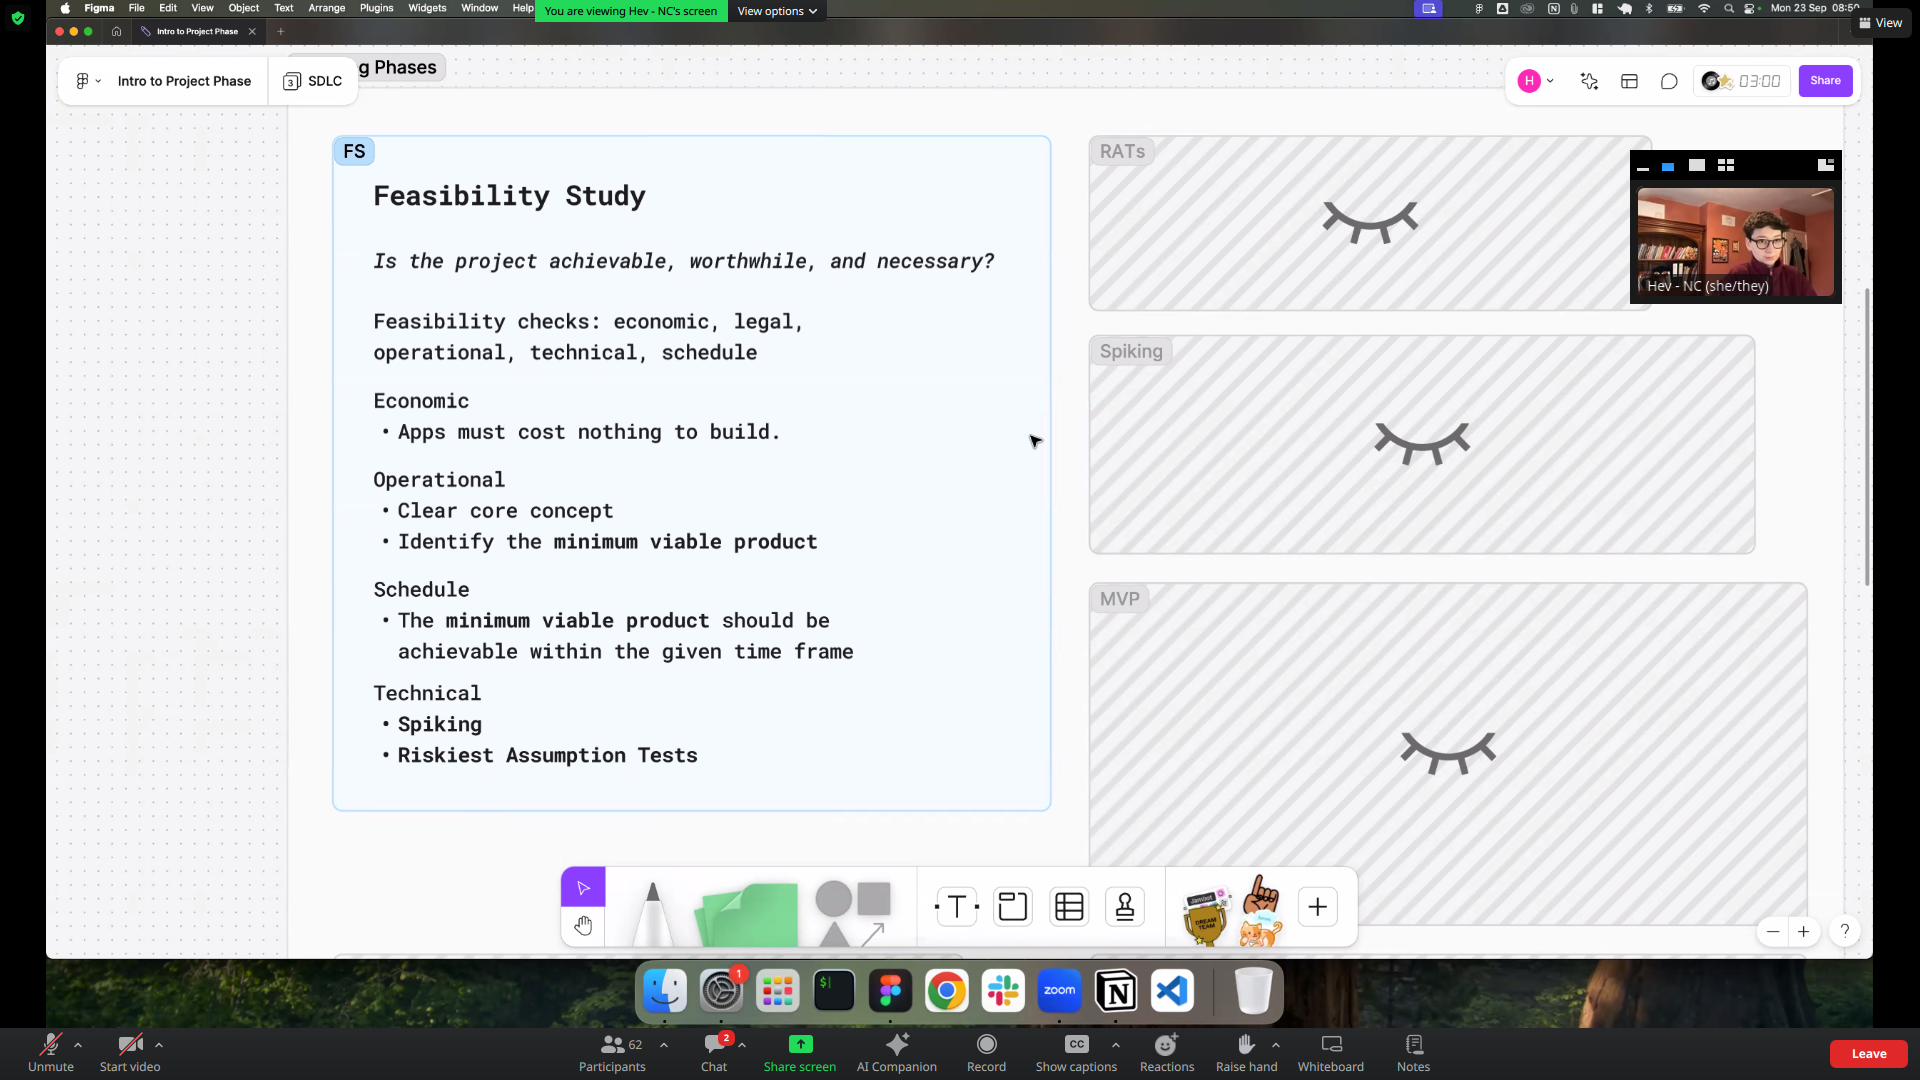 Figma File Edit View Object Text Arrange Plugins Widgets Window Help
You are viewing Hev - NC's screen
View options
Mon 23 Sep 08:50
View
Intro to Project Phase
g Phases
Intro to Project Phase
3
SDLC
H
03:00
Share
FS
Feasibility Study
Is the project achievable, worthwhile, and necessary?
Feasibility checks: economic, legal,
operational, technical, schedule
Economic
• Apps must cost nothing to build.
Operational
• Clear core concept
• Identify the minimum viable product
Schedule
• The minimum viable product should be
achievable within the given time frame
Technical
• Spiking
• Riskiest Assumption Tests
RATs
Hev - NC (she/they)
Spiking
MVP
T
Jambot
DREAM
TEAM
?
1
$
zoom
Unmute
Start video
62
Participants
2
Chat
Share screen
AI Companion
Record
CC
Show captions
Reactions
Raise hand
Whiteboard
Notes
Leave